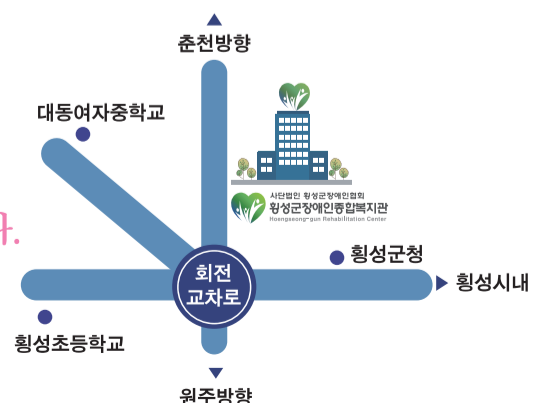 춘천방향
대동여자중학교
사단법인 횡성군장애인협회
횡성군장애인종합복지관
Hoengseong-gun Rehabilitation Center
다.
횡성군청
회전
교차로
횡성시내
횡성초등학교
원주방향